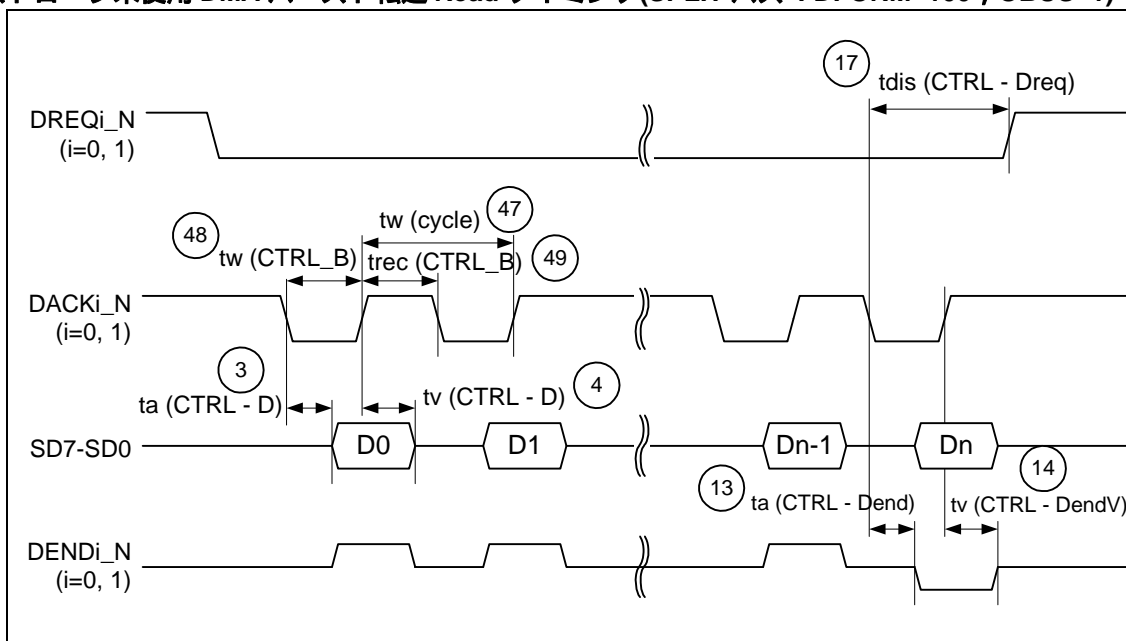 17
tdis (CTRL - Dreq)
DREQi_N
(i=0, 1)
47
tw (cycle)
48
tw (CTRL_B)
trec (CTRL_B)
49
DACKi_N
(i=0, 1)
3
ta (CTRL - D)
tv (CTRL - D)
4
SD7-SD0
D0
D1
Dn-1
Dn
13
ta (CTRL - Dend)
14
tv (CTRL - DendV)
DENDi_N
(i=0, 1)